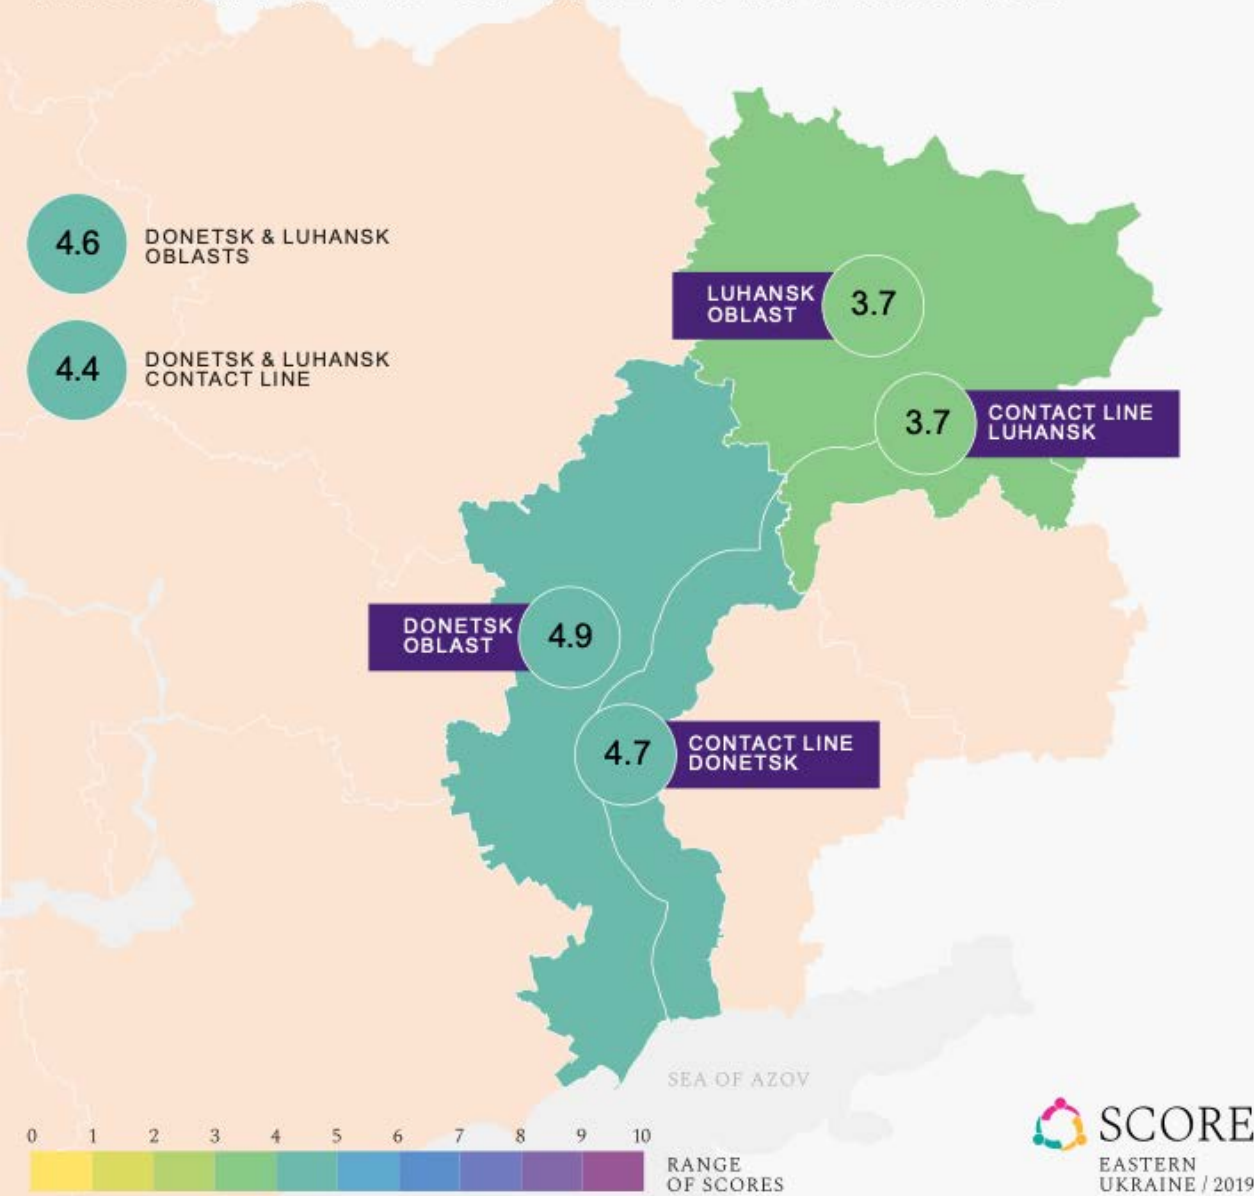 4.6
DONETSK & LUHANSK
OBLASTS
4.4
DONETSK & LUHANSK
CONTACT LINE
LUHANSK
OBLAST
3.7
3.7
CONTACT LINE
LUHANSK
DONETSK
OBLAST
4.9
4.7
CONTACT LINE
DONETSK
SEA OF AZOV
0 1 2 3 4 5 6 7 8 9 10
RANGE
OF SCORES
SCORE
EASTERN
UKRAINE / 2019